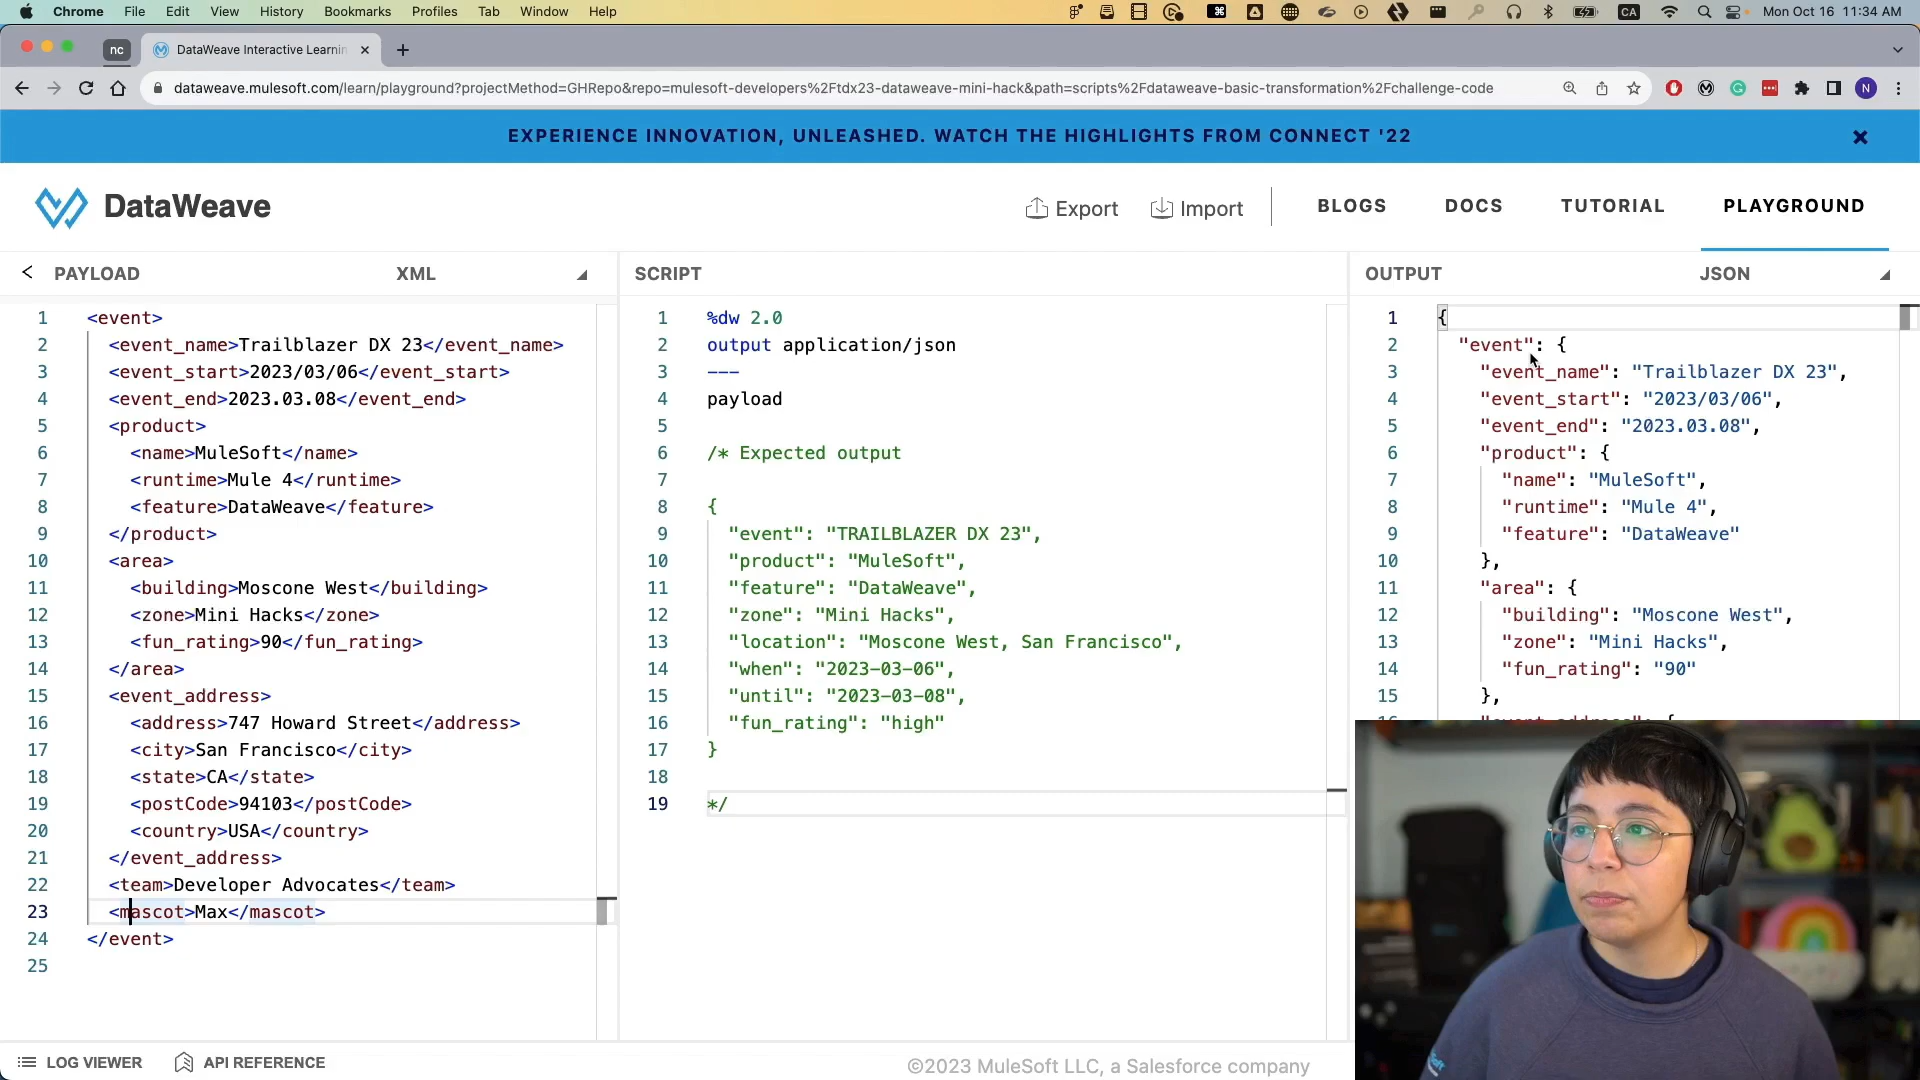 Chrome File Edit View History Bookmarks Profiles Tab Window Help CA Mon Oct 16 11:34 AM
nc DataWeave Interactive Learnin
dataweave.mulesoft.com/learn/playground?projectMethod=GHRepo&repo=mulesoft-developers%2Ftdx23-dataweave-mini-hack&path=scripts%2Fdataweave-basic-transformation%2Fchallenge-code N
EXPERIENCE INNOVATION, UNLEASHED. WATCH THE HIGHLIGHTS FROM CONNECT '22
DataWeave Export Import BLOGS DOCS TUTORIAL PLAYGROUND
PAYLOAD XML
1 <event>
2 <event_name>Trailblazer DX 23</event_name>
3 <event_start>2023/03/06</event_start>
4 <event_end>2023.03.08</event_end>
5 <product>
6 <name>MuleSoft</name>
7 <runtime>Mule 4</runtime>
8 <feature>DataWeave</feature>
9 </product>
10 <area>
11 <building>Moscone West</building>
12 <zone>Mini Hacks</zone>
13 <fun_rating>90</fun_rating>
14 </area>
15 <event_address>
16 <address>747 Howard Street</address>
17 <city>San Francisco</city>
18 <state>CA</state>
19 <postCode>94103</postCode>
20 <country>USA</country>
21 </event_address>
22 <team>Developer Advocates</team>
23 <mascot>Max</mascot>
24 </event>
25
SCRIPT
1 %dw 2.0
2 output application/json
3 ---
4 payload
5
6 /* Expected output
7
8 {
9 "event": "TRAILBLAZER DX 23",
10 "product": "MuleSoft",
11 "feature": "DataWeave",
12 "zone": "Mini Hacks",
13 "location": "Moscone West, San Francisco",
14 "when": "2023-03-06",
15 "until": "2023-03-08",
16 "fun_rating": "high"
17 }
18
19 */
OUTPUT JSON
1 {
2 "event": {
3 "event_name": "Trailblazer DX 23",
4 "event_start": "2023/03/06",
5 "event_end": "2023.03.08",
6 "product": {
7 "name": "MuleSoft",
8 "runtime": "Mule 4",
9 "feature": "DataWeave"
10 },
11 "area": {
12 "building": "Moscone West",
13 "zone": "Mini Hacks",
14 "fun_rating": "90"
15 },
16 "event_address": {
LOG VIEWER API REFERENCE ©2023 MuleSoft LLC, a Salesforce company